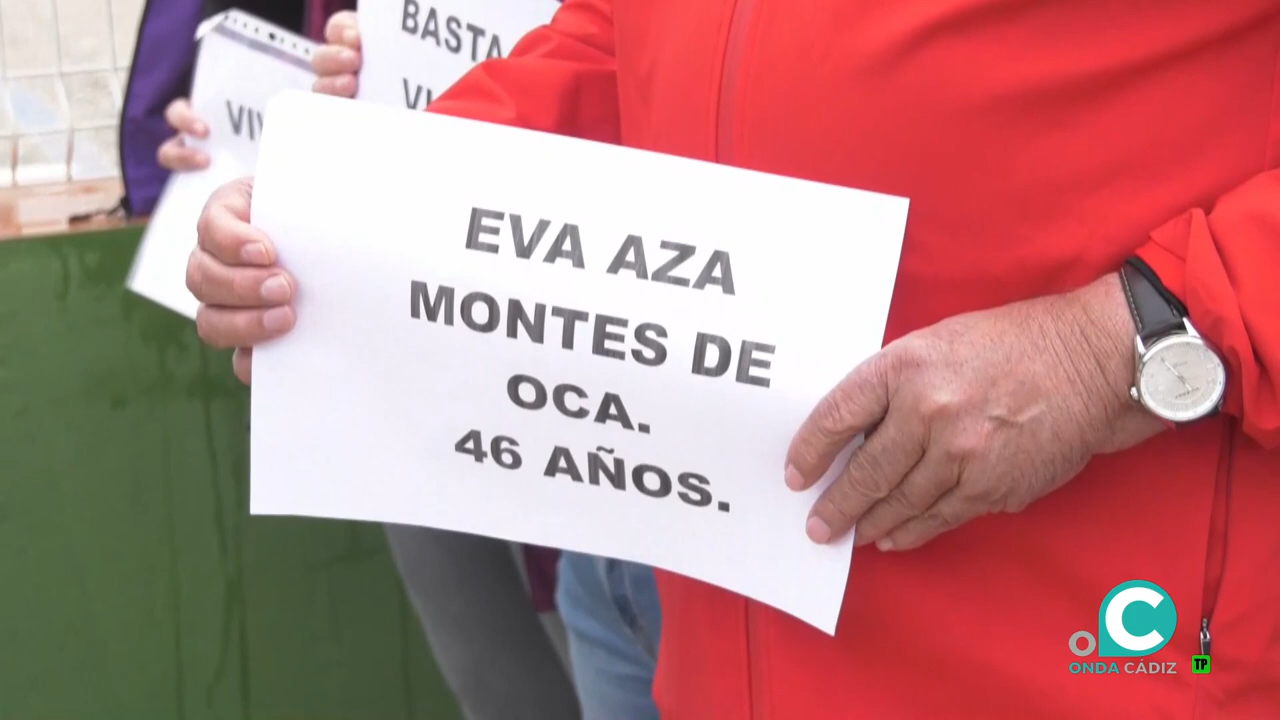 BASTA
EVA AZA
MONTES DE
OCA.
46 AÑOS.
C
ONDA CÁDIZ
TP